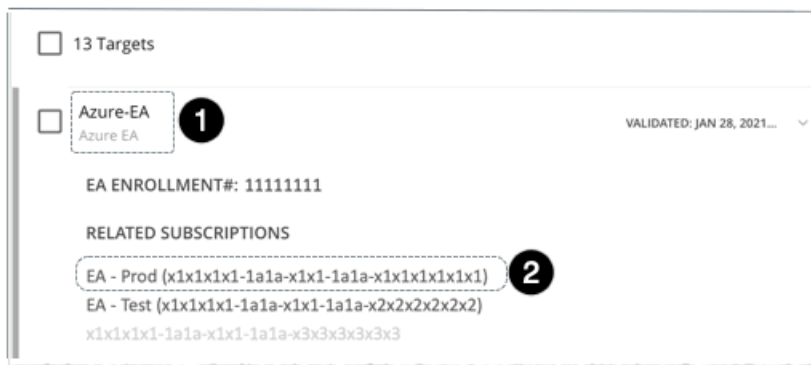 13 Targets
Azure-EA
1
Azure EA
VALIDATED: JAN 28, 2021...
EA ENROLLMENT#: 11111111
RELATED SUBSCRIPTIONS
EA - Prod (x1x1x1x1-1a1a-x1x1-1a1a-x1x1x1x1x1x1)
2
EA - Test (x1x1x1x1-1a1a-x1x1-1a1a-x2x2x2x2x2x2)
x1x1x1x1-1a1a-x1x1-1a1a-x3x3x3x3x3x3